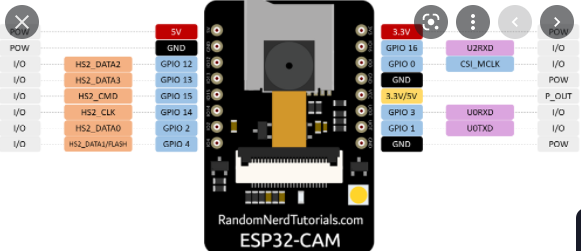 POW 5V 3.3V POW
POW GND GPIO 16 U2RXD I/O
I/O HS2_DATA2 GPIO 12 GPIO 0 CSI_MCLK I/O
I/O HS2_DATA3 GPIO 13 GND POW
I/O HS2_CMD GPIO 15 3.3V/5V P_OUT
I/O HS2_CLK GPIO 14 GPIO 3 U0RXD I/O
I/O HS2_DATA0 GPIO 2 GPIO 1 U0TXD I/O
I/O HS2_DATA1/FLASH GPIO 4 GND POW
RandomNerdTutorials.com
ESP32-CAM